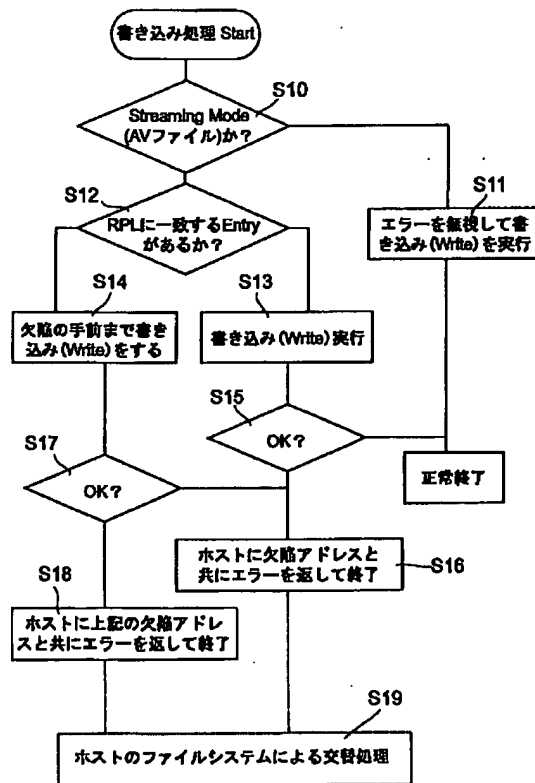 書き込み処理 Start
S10
Streaming Mode
(AVファイル)か？
S12
RPLに一致するEntry
があるか？
S11
エラーを無視して書
き込み(Write)を実行
S14
欠陥の手前まで書き
込み(Write)をする
S13
書き込み(Write)実行
S15
OK？
S17
OK？
正常終了
ホストに欠陥アドレスと
共にエラーを返して終了
S16
S18
ホストに上記の欠陥アドレ
スと共にエラーを返して終了
S19
ホストのファイルシステムによる交替処理